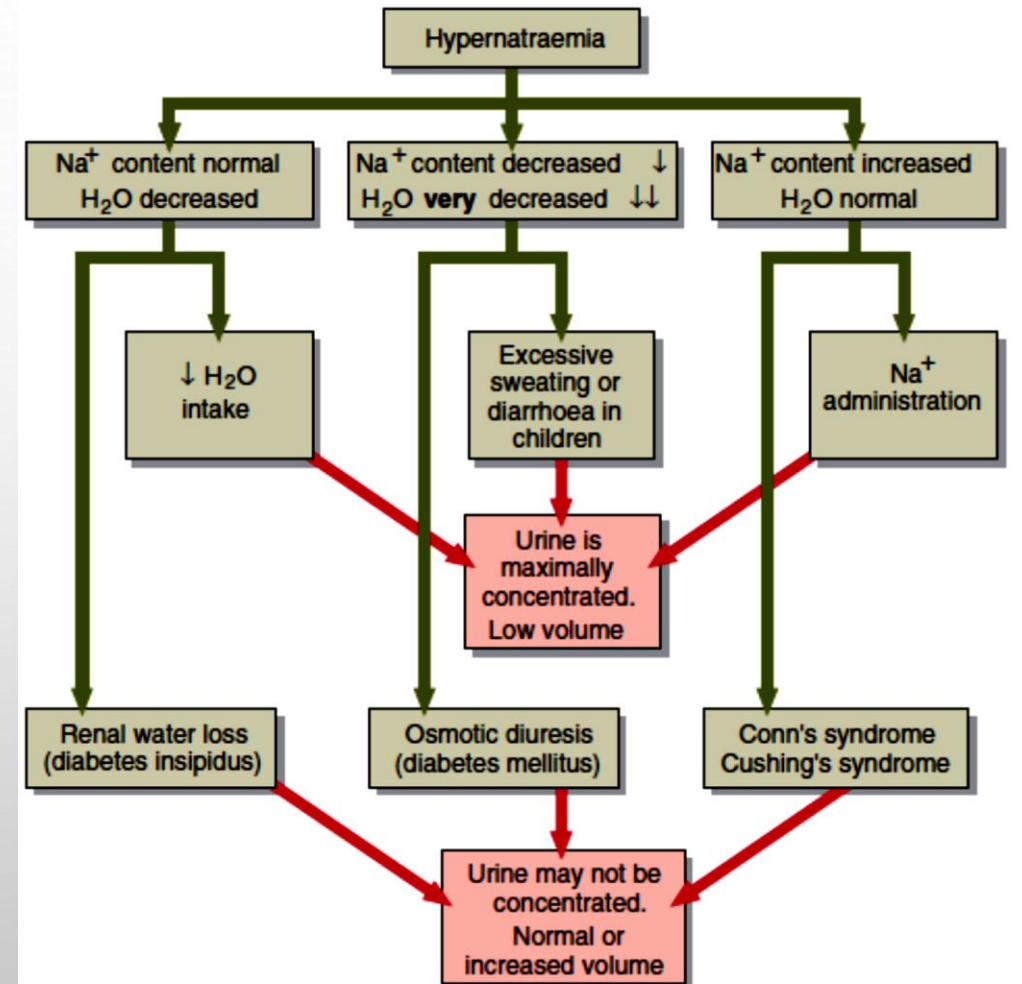 Hypernatraemia
Na⁺ content normal
H₂O decreased
Na⁺ content decreased ↓
H₂O very decreased ↓↓
Na⁺ content increased
H₂O normal
↓ H₂O
intake
Excessive
sweating or
diarrhoea in
children
Na⁺
administration
Urine is
maximally
concentrated.
Low volume
Renal water loss
(diabetes insipidus)
Osmotic diuresis
(diabetes mellitus)
Conn's syndrome
Cushing's syndrome
Urine may not be
concentrated.
Normal or
increased volume